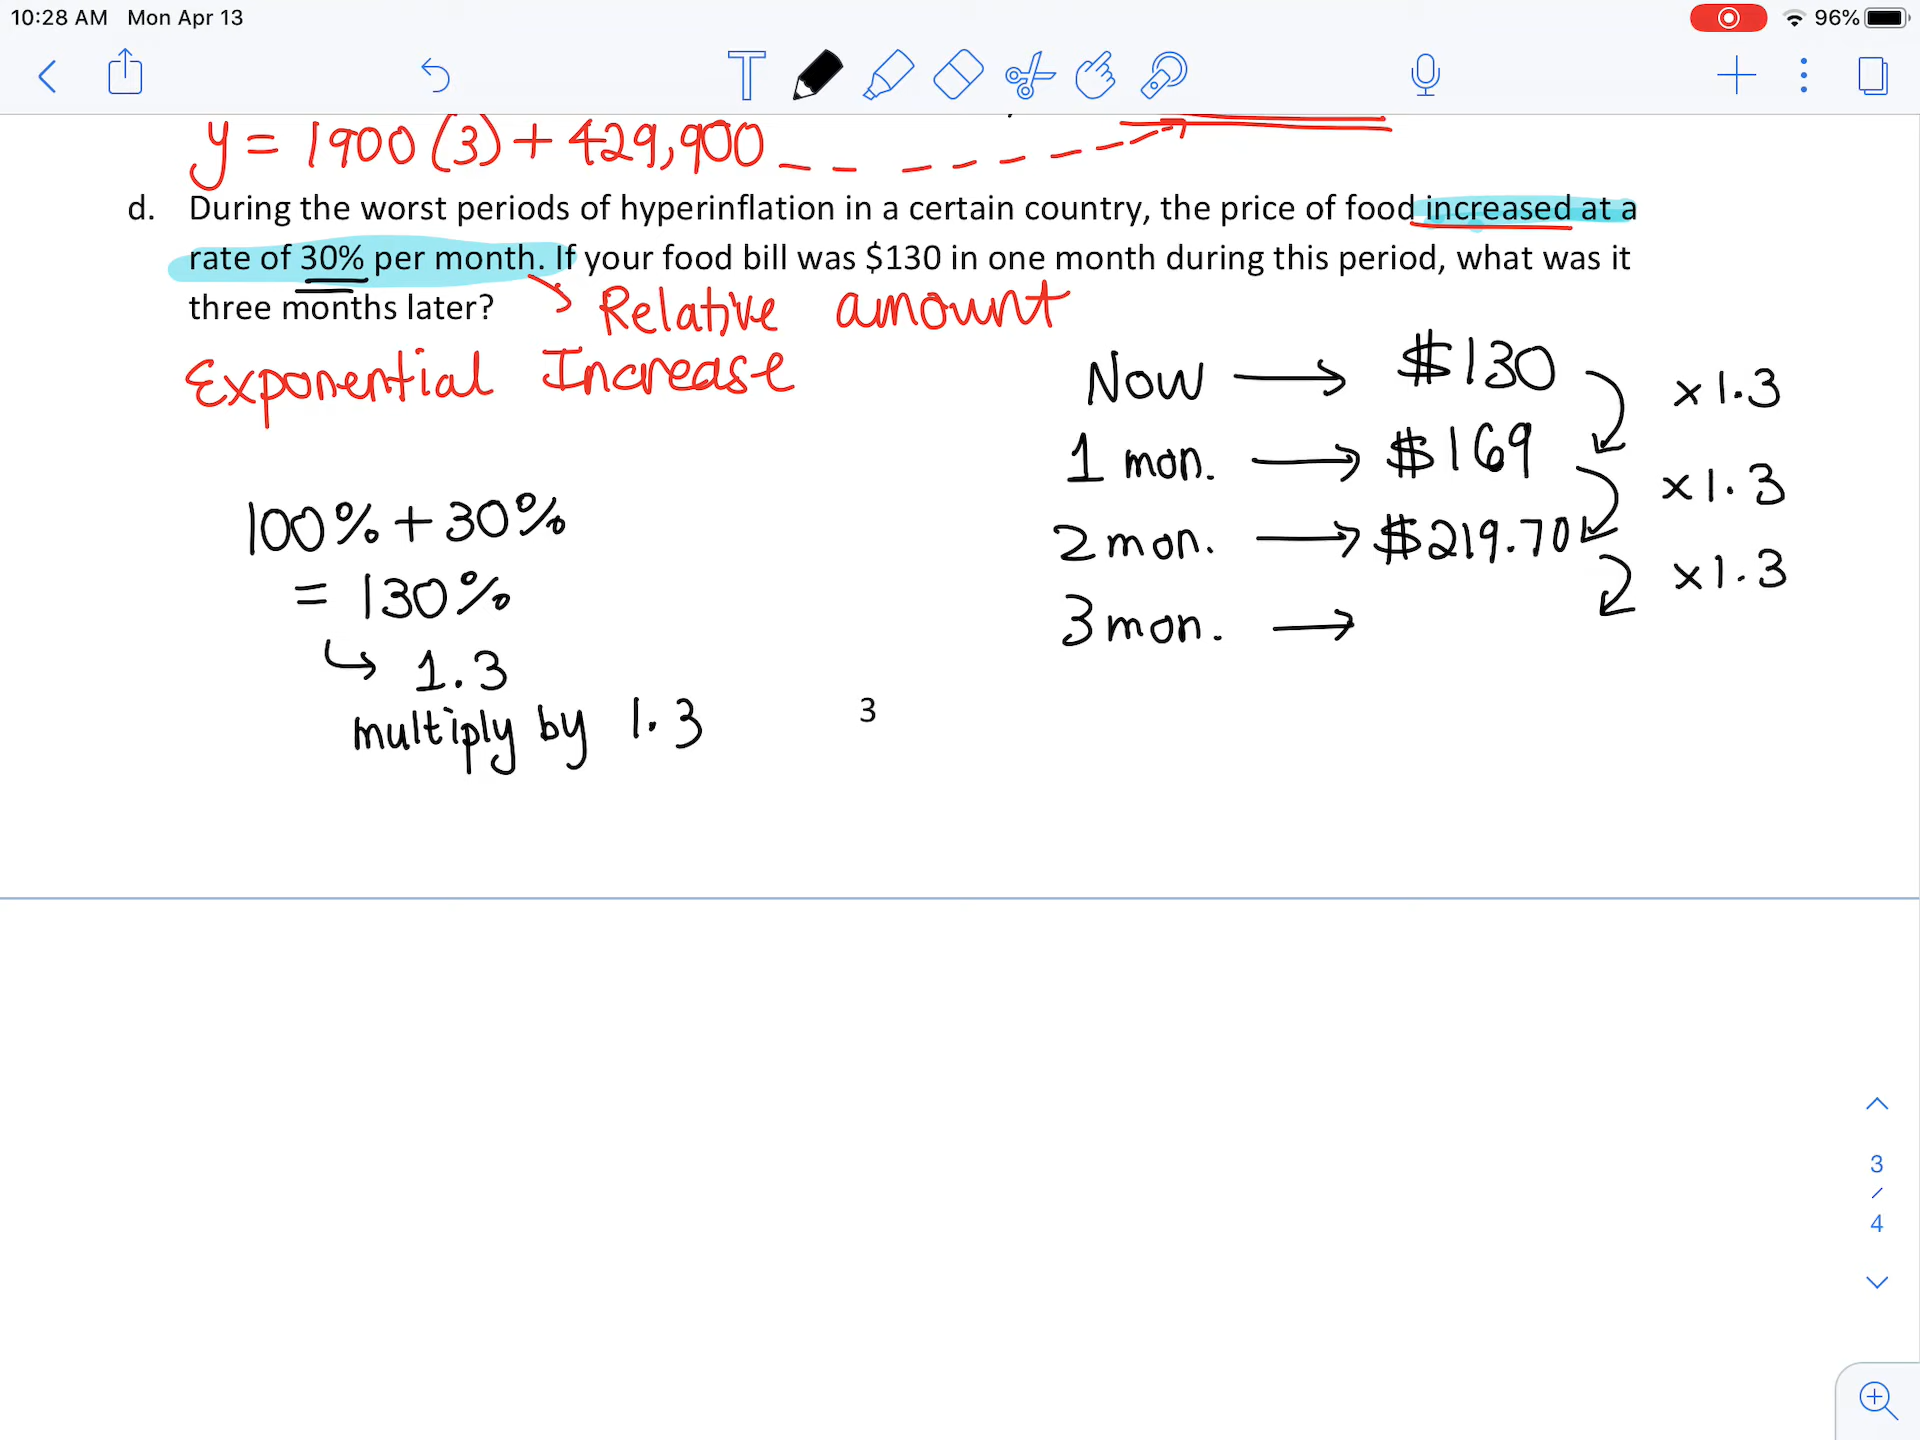 10:28 AM Mon Apr 13
96%
T
y = 1900 (3) + 429,900
d. During the worst periods of hyperinflation in a certain country, the price of food increased at a
rate of 30% per month. If your food bill was $130 in one month during this period, what was it
three months later?
Relative amount
Exponential Increase
Now → $130
x 1.3
1 mon. → $169
x 1.3
2 mon. → $219.70
x 1.3
3 mon. →
100% + 30%
= 130%
↳ 1.3
multiply by 1.3
3
3
/
4